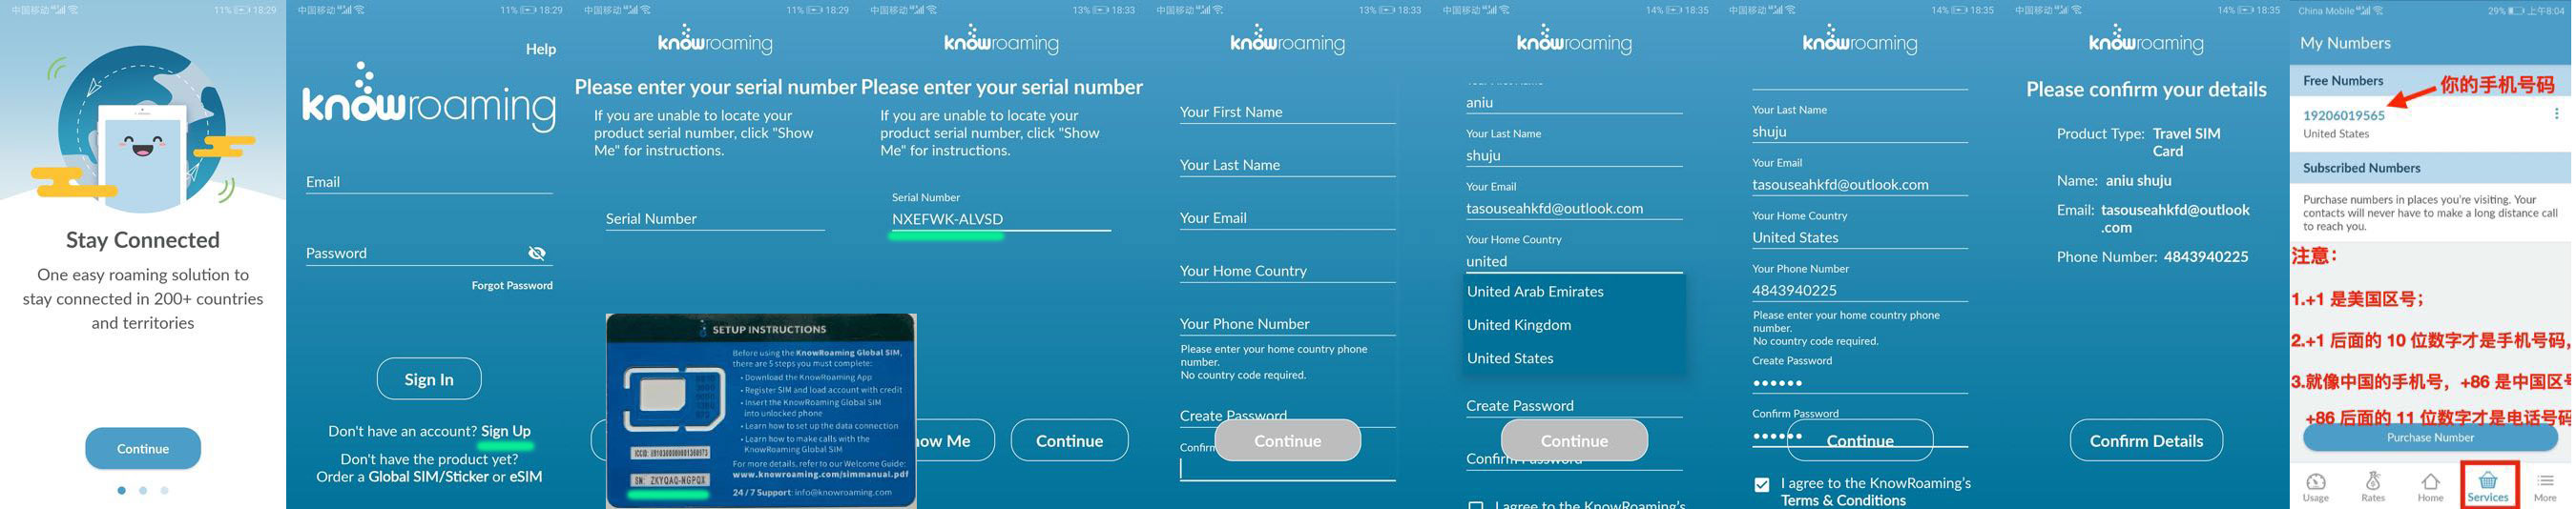 中国移动 11% 18:29
Stay Connected
One easy roaming solution to
stay connected in 200+ countries
and territories
Continue
中国移动 11% 18:29
Help
knowroaming
Email
Password
Forgot Password
Sign In
Don't have an account? Sign Up
Don't have the product yet?
Order a Global SIM/Sticker or eSIM
中国移动 11% 18:29
knowroaming
Please enter your serial number
If you are unable to locate your
product serial number, click "Show
Me" for instructions.
Serial Number
SETUP INSTRUCTIONS
Before using the KnowRoaming Global SIM,
there are 5 steps you must complete:
• Download the KnowRoaming App
• Register SIM and load account with credit
• Insert the KnowRoaming Global SIM
into unlocked phone
• Learn how to set up the data connection
• Learn how to make calls with the
KnowRoaming Global SIM
For more details, refer to our Welcome Guide:
www.knowroaming.com/simmanual.pdf
24/7 Support: info@knowroaming.com
SN: ZKYQAQ-NGPQX
中国移动 13% 18:33
knowroaming
Please enter your serial number
If you are unable to locate your
product serial number, click "Show
Me" for instructions.
Serial Number
NXEFWK-ALVSD
ow Me
Continue
中国移动 13% 18:33
knowroaming
Your First Name
Your Last Name
Your Email
Your Home Country
Your Phone Number
Please enter your home country phone
number.
No country code required.
Create Password
Continue
Confirm
中国移动 14% 18:35
knowroaming
aniu
Your Last Name
shuju
Your Email
tasouseahkfd@outlook.com
Your Home Country
united
United Arab Emirates
United Kingdom
United States
Create Password
Continue
Confirm Password
I agree to the KnowRoaming's
中国移动 14% 18:35
knowroaming
Your Last Name
shuju
Your Email
tasouseahkfd@outlook.com
Your Home Country
United States
Your Phone Number
4843940225
Please enter your home country phone
number.
No country code required.
Create Password
••••••
Confirm Password
••••••
Continue
I agree to the KnowRoaming's
Terms & Conditions
中国移动 14% 18:35
knowroaming
Please confirm your details
Product Type: Travel SIM
Card
Name: aniu shuju
Email: tasouseahkfd@outlook
.com
Phone Number: 4843940225
Confirm Details
China Mobile 29% 上午8:04
My Numbers
Free Numbers
你的手机号码
19206019565
United States
Subscribed Numbers
Purchase numbers in places you're visiting. Your
contacts will never have to make a long distance call
to reach you.
注意：
1.+1 是美国区号；
2.+1 后面的 10 位数字才是手机号码，
3.就像中国的手机号，+86 是中国区号
+86 后面的 11 位数字才是电话号码
Purchase Number
Usage
Rates
Home
Services
More